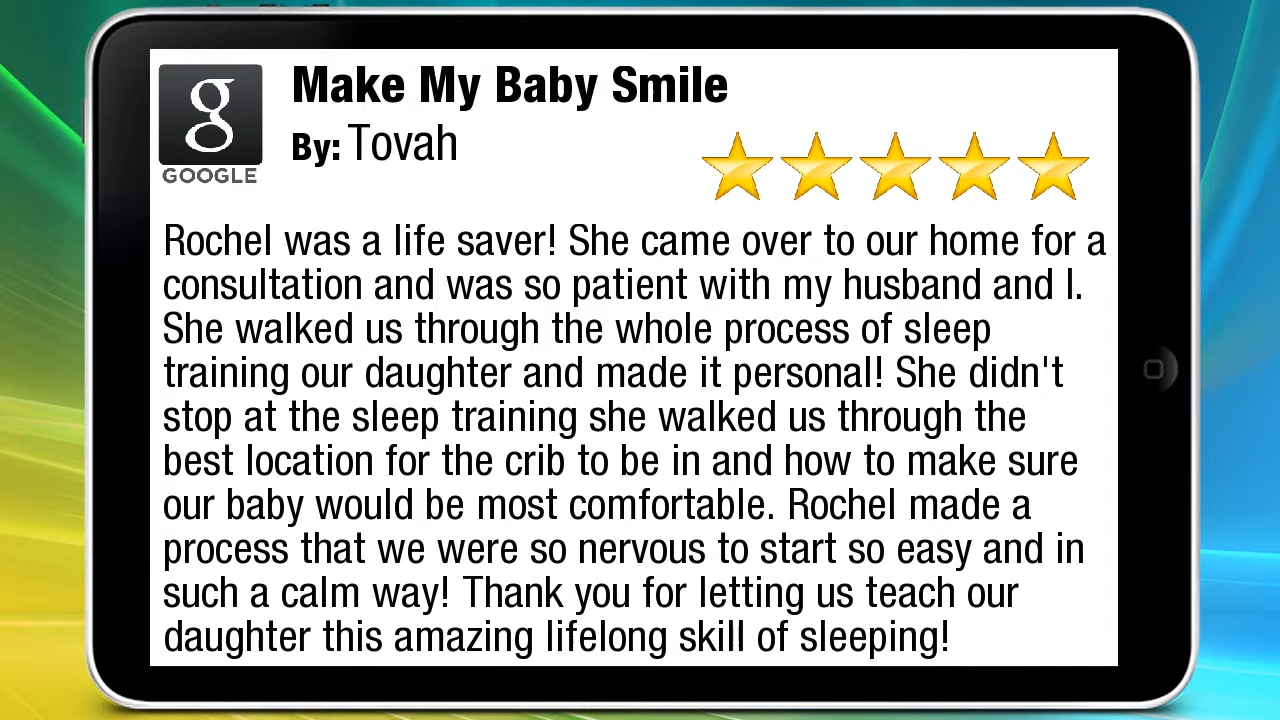 Make My Baby Smile
By: Tovah
g
GOOGLE
Rochel was a life saver! She came over to our home for a
consultation and was so patient with my husband and I.
She walked us through the whole process of sleep
training our daughter and made it personal! She didn't
stop at the sleep training she walked us through the
best location for the crib to be in and how to make sure
our baby would be most comfortable. Rochel made a
process that we were so nervous to start so easy and in
such a calm way! Thank you for letting us teach our
daughter this amazing lifelong skill of sleeping!